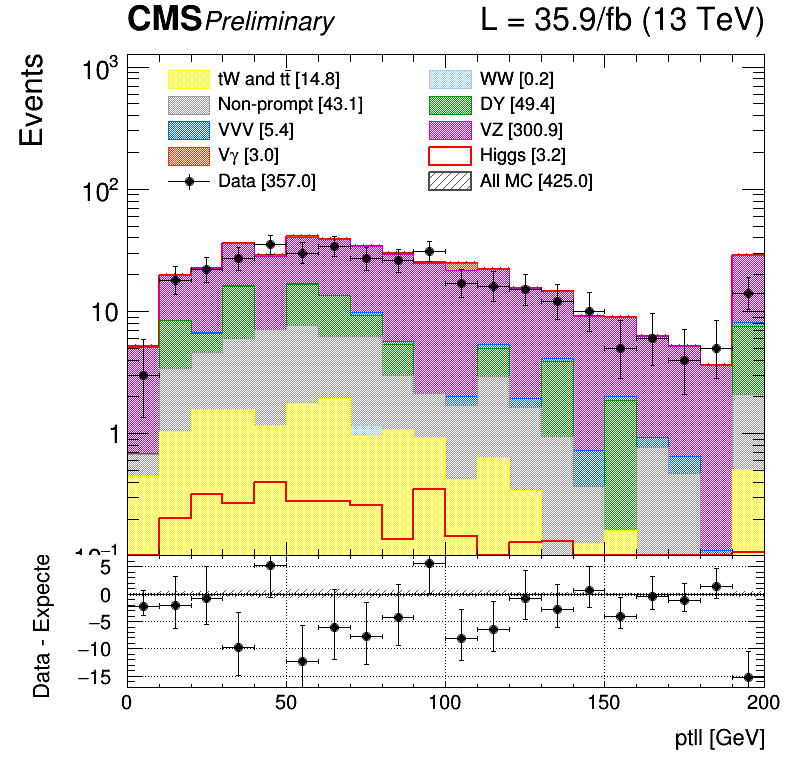 CMS Preliminary L = 35.9/fb (13 TeV)
Events
10³
10²
10
1
tW and tt̄ [14.8]
Non-prompt [43.1]
VVV [5.4]
Vγ [3.0]
Data [357.0]
WW [0.2]
DY [49.4]
VZ [300.9]
Higgs [3.2]
All MC [425.0]
Data - Expecte
5
0
−5
−10
−15
0 50 100 150 200
ptll [GeV]